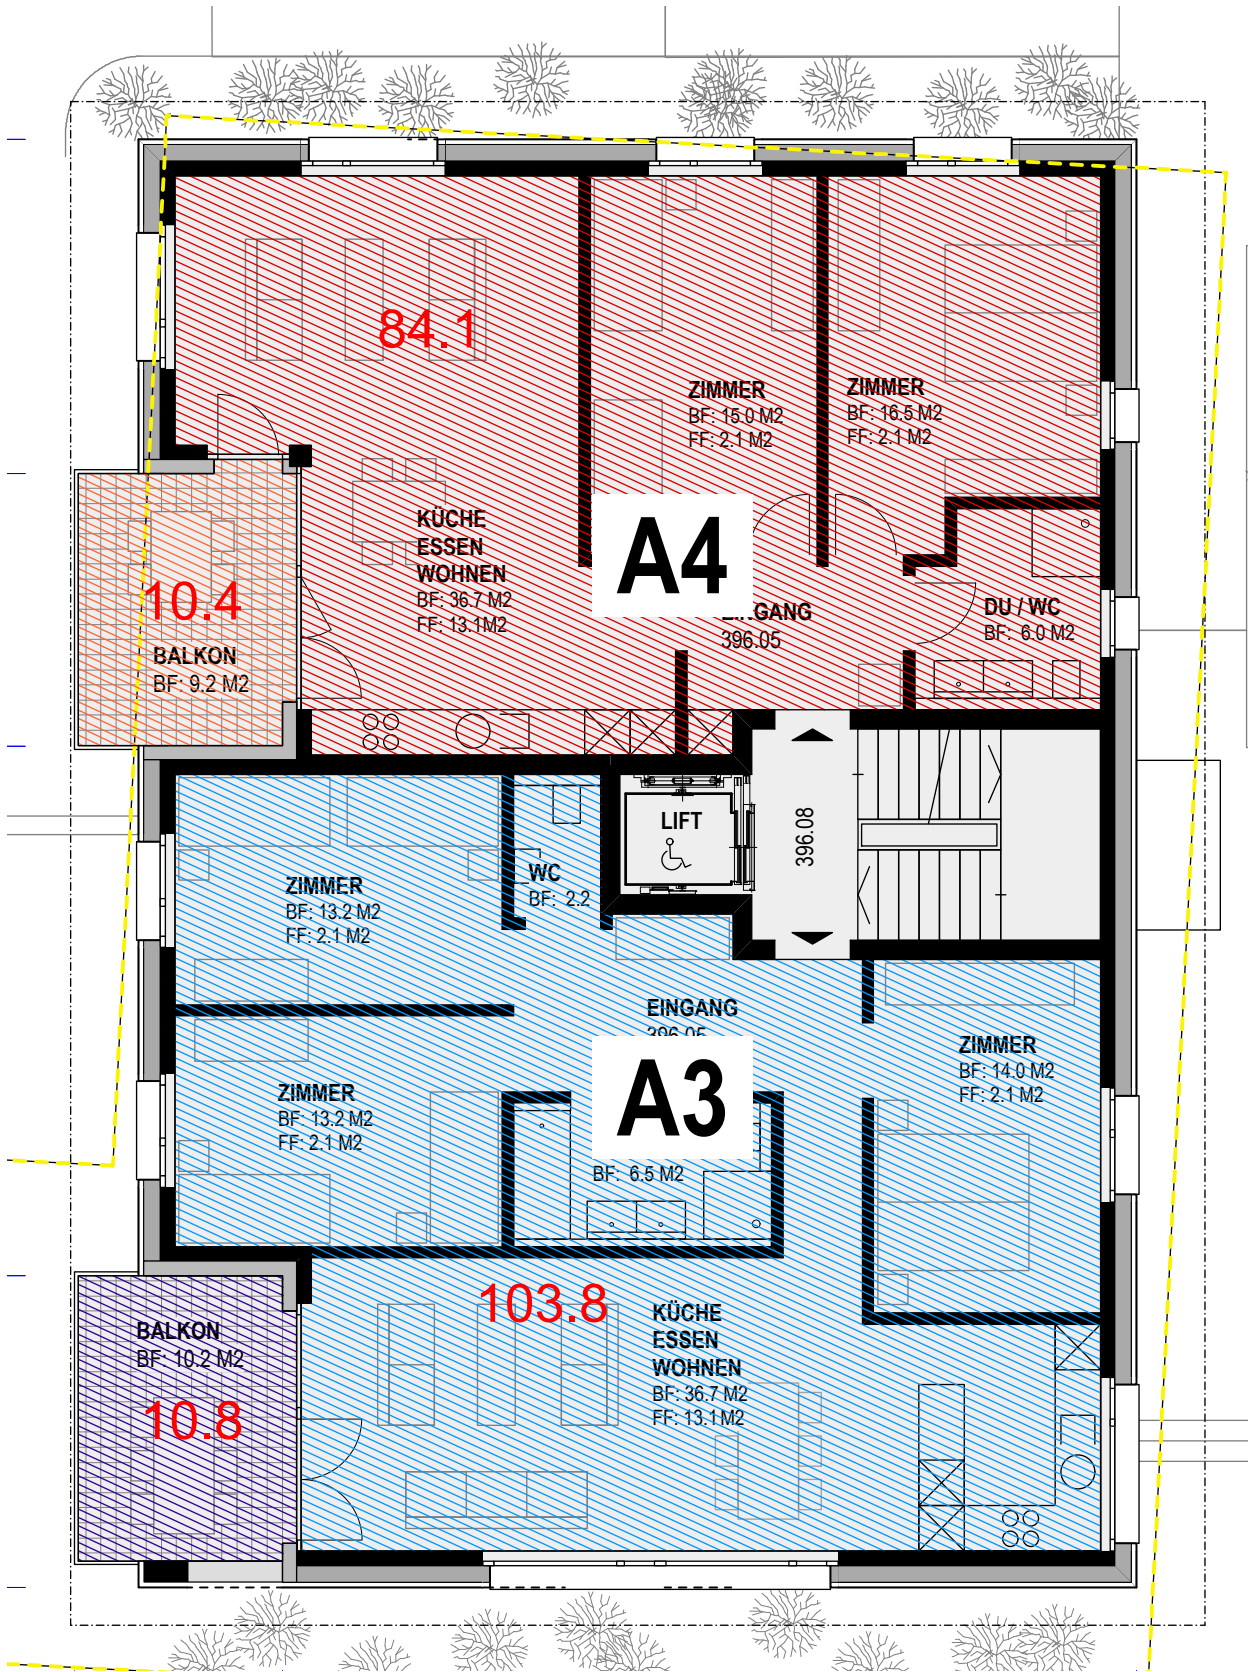 84.1
ZIMMER
BF: 15.0 M2
FF: 2.1 M2
ZIMMER
BF: 16.5 M2
FF: 2.1 M2
KÜCHE
ESSEN
WOHNEN
BF: 36.7 M2
FF: 13.1M2
A4
EINGANG
396.05
DU / WC
BF: 6.0 M2
10.4
BALKON
BF: 9.2 M2
LIFT
396.08
ZIMMER
BF: 13.2 M2
FF: 2.1 M2
WC
BF: 2.2
EINGANG
396.05
A3
ZIMMER
BF: 14.0 M2
FF: 2.1 M2
ZIMMER
BF: 13.2 M2
FF: 2.1 M2
BF: 6.5 M2
103.8
KÜCHE
ESSEN
WOHNEN
BF: 36.7 M2
FF: 13.1 M2
BALKON
BF: 10.2 M2
10.8